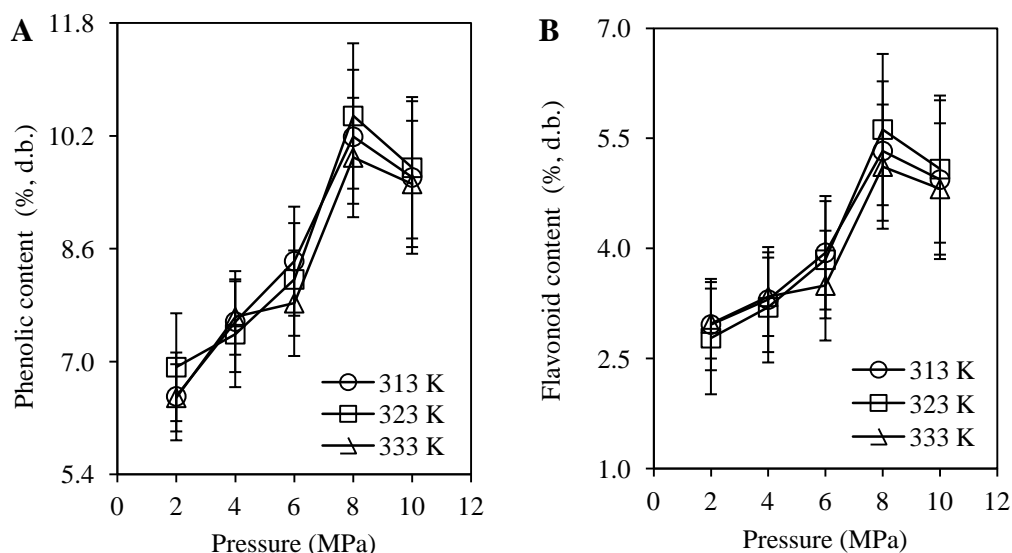 A
Phenolic content (%, d.b.)
11.8
10.2
8.6
7.0
5.4
0 2 4 6 8 10 12
Pressure (MPa)
313 K
323 K
333 K
B
Flavonoid content (%, d.b.)
7.0
5.5
4.0
2.5
1.0
0 2 4 6 8 10 12
Pressure (MPa)
313 K
323 K
333 K